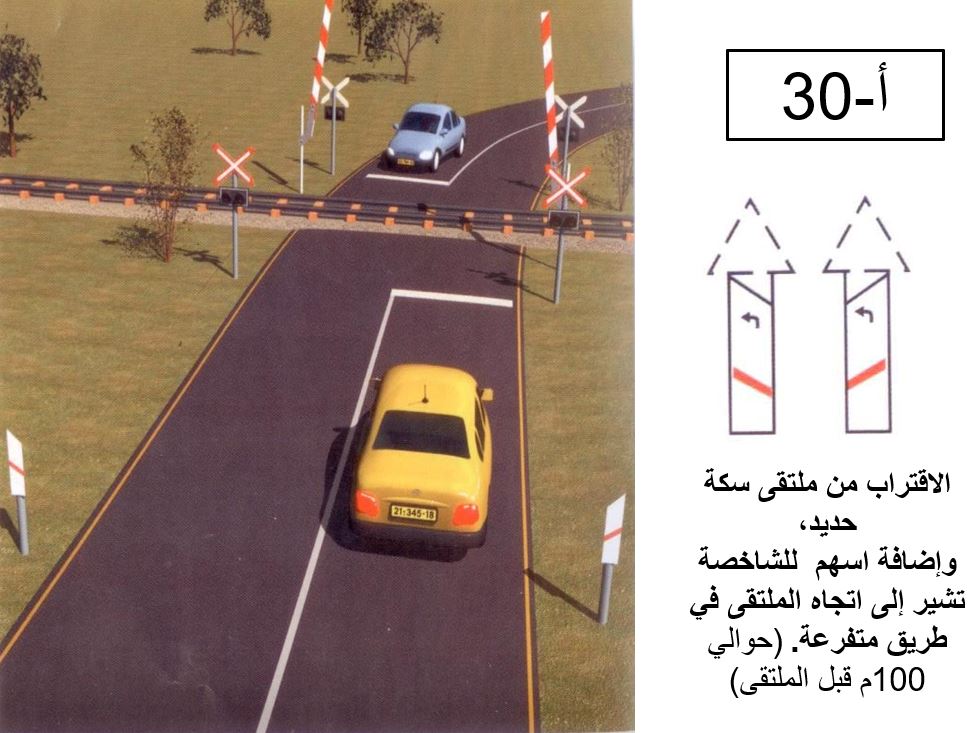 أ-30
الاقتراب من ملتقى سكة
حديد،
وإضافة اسهم للشاخصة
تشير إلى اتجاه الملتقى في
طريق متفرعة. (حوالي
100م قبل الملتقى)
21-345-18